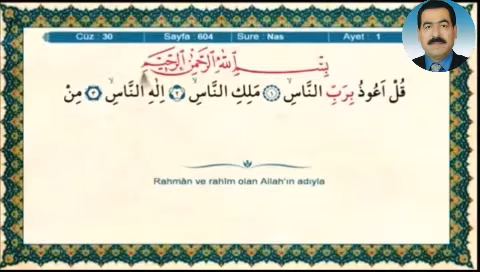 Cüz : 30 Sayfa : 604 Sure : Nas Ayet : 1
بِسْــمِ اللّٰهِ الرَّحْمٰنِ الرَّح۪يمِ
قُلْ اَعُوذُ بِرَبِّ النَّاسِۙ ﴿١﴾ مَلِكِ النَّاسِۙ ﴿٢﴾ اِلٰهِ النَّاسِۙ ﴿٣﴾ مِنْ
Rahmân ve rahîm olan Allah'ın adıyla